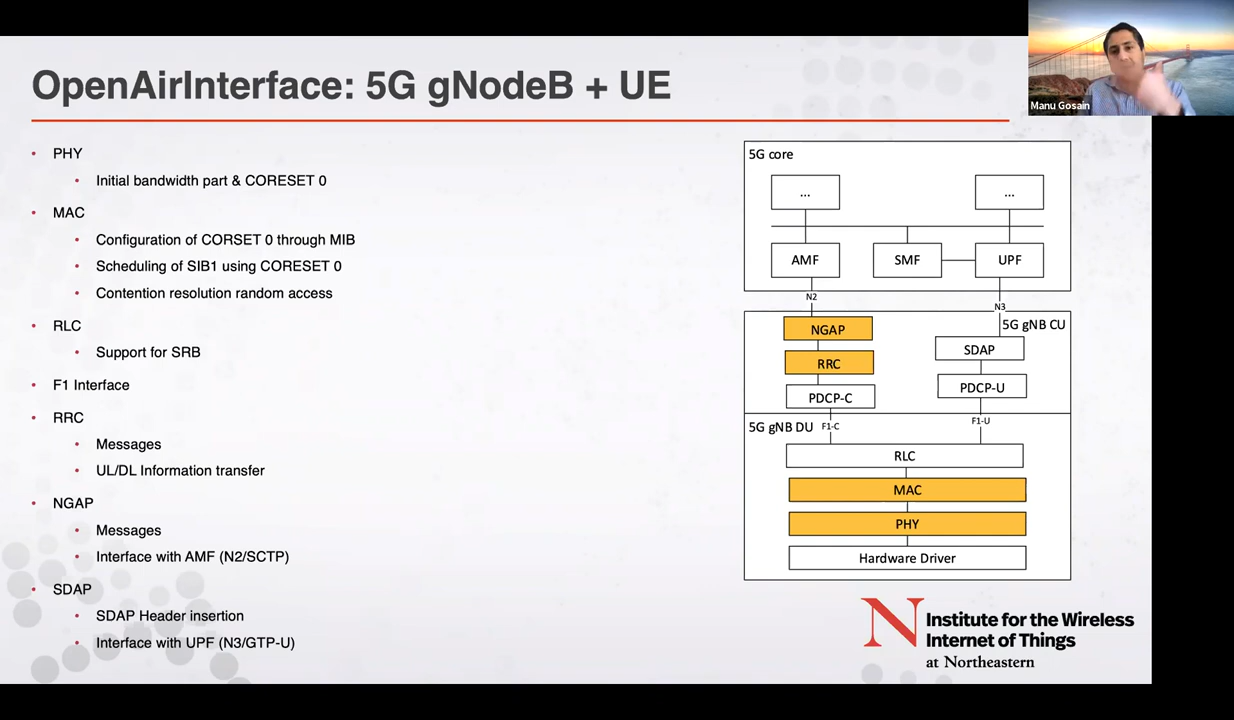 OpenAirInterface: 5G gNodeB + UE
Manu Gosain
PHY
Initial bandwidth part & CORESET 0
MAC
Configuration of CORSET 0 through MIB
Scheduling of SIB1 using CORESET 0
Contention resolution random access
RLC
Support for SRB
F1 Interface
RRC
Messages
UL/DL Information transfer
NGAP
Messages
Interface with AMF (N2/SCTP)
SDAP
SDAP Header insertion
Interface with UPF (N3/GTP-U)
5G core
...
...
AMF
SMF
UPF
N2
N3
5G gNB CU
NGAP
SDAP
RRC
PDCP-C
PDCP-U
5G gNB DU
F1-C
F1-U
RLC
MAC
PHY
Hardware Driver
N
Institute for the Wireless
Internet of Things
at Northeastern